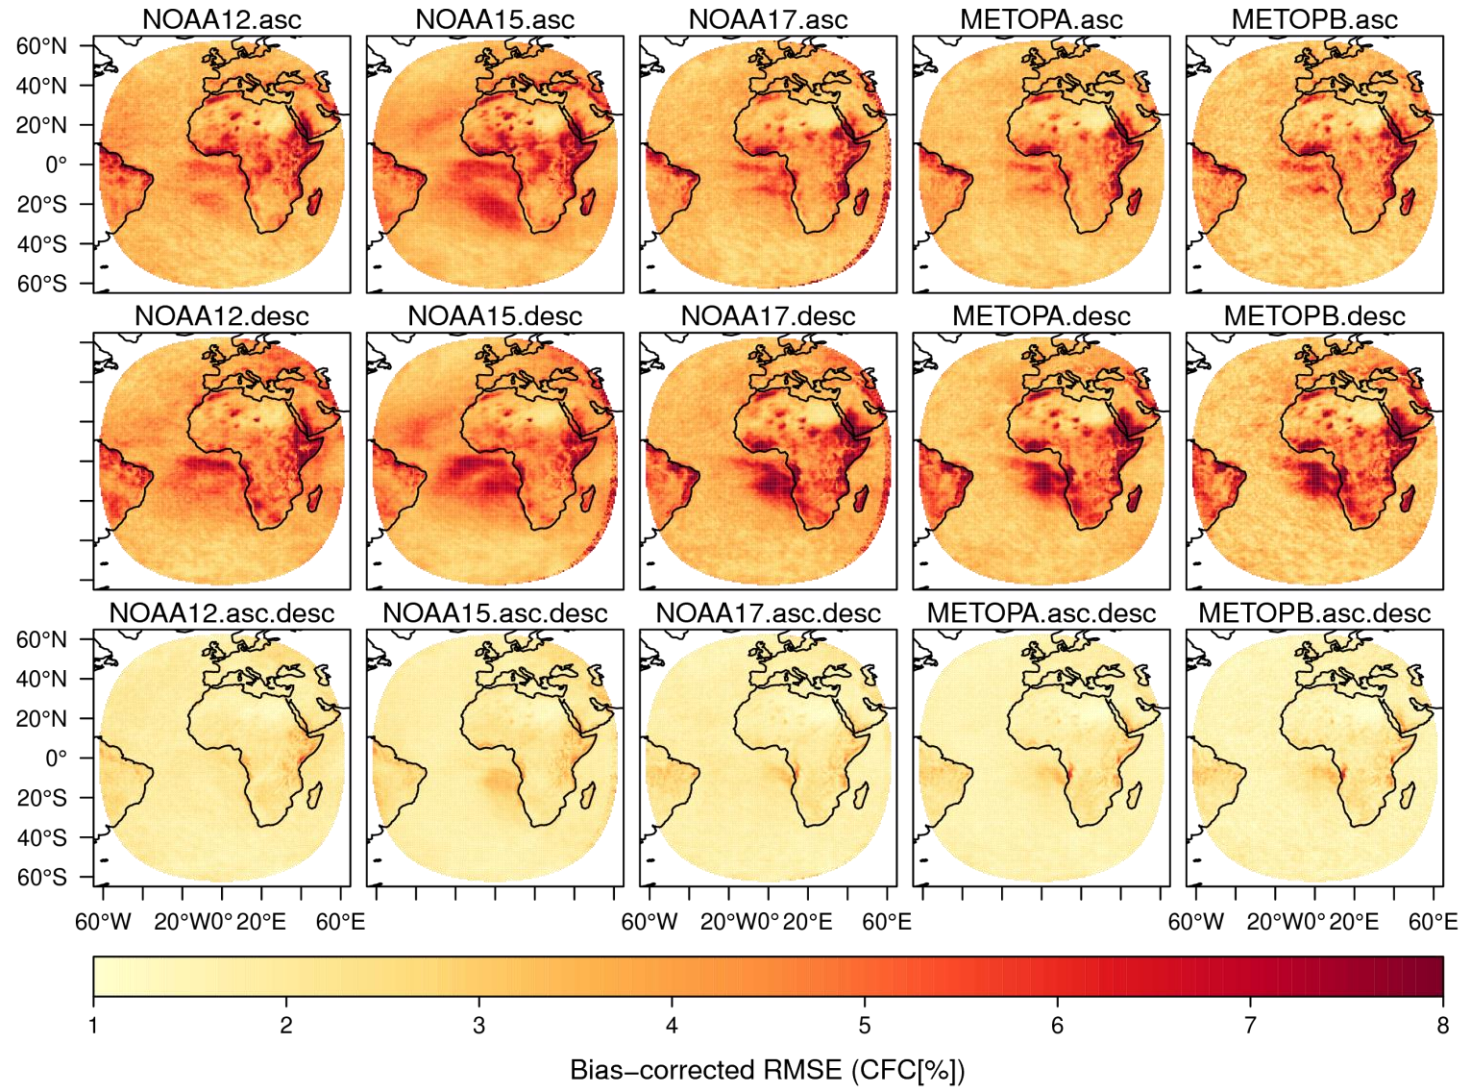 NOAA12.asc NOAA15.asc NOAA17.asc METOPA.asc METOPB.asc
60°N
40°N
20°N
0°
20°S
40°S
60°S
NOAA12.desc NOAA15.desc NOAA17.desc METOPA.desc METOPB.desc
NOAA12.asc.desc NOAA15.asc.desc NOAA17.asc.desc METOPA.asc.desc METOPB.asc.desc
60°N
40°N
20°N
0°
20°S
40°S
60°S
60°W 20°W 0° 20°E 60°E 60°W 20°W 0° 20°E 60°E 60°W 20°W 0° 20°E 60°E
1 2 3 4 5 6 7 8
Bias−corrected RMSE (CFC[%])